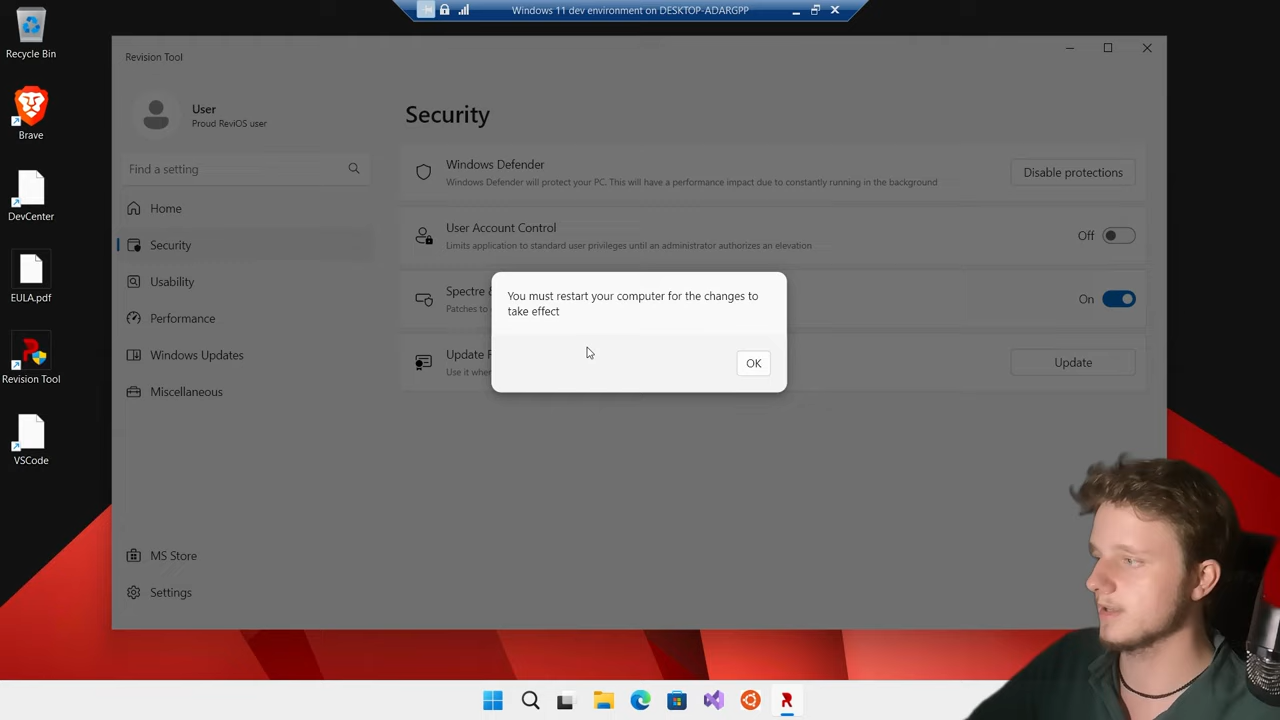 Windows 11 dev environment on DESKTOP-ADARGPP
Recycle Bin
Brave
DevCenter
EULA.pdf
Revision Tool
VSCode
Revision Tool
User
Proud ReviOS user
Find a setting
Home
Security
Usability
Performance
Windows Updates
Miscellaneous
MS Store
Settings
Security
Windows Defender
Windows Defender will protect your PC. This will have a performance impact due to constantly running in the background
Disable protections
User Account Control
Limits application to standard user privileges until an administrator authorizes an elevation
Off
Spectre &
Patches to
On
Update
Use it whe
Update
You must restart your computer for the changes to
take effect
OK